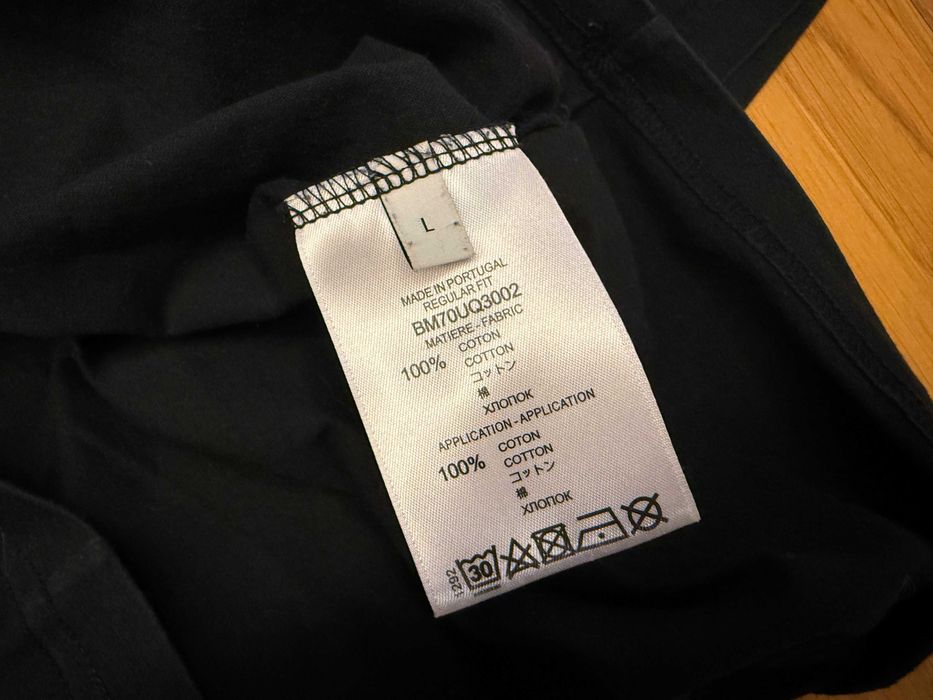 L
MADE IN PORTUGAL
REGULAR FIT
BM70UQ3002
MATIERE-FABRIC
100% COTON
COTTON
コットン
棉
ХЛОПОК
APPLICATION-APPLICATION
100% COTON
COTTON
コットン
棉
ХЛОПОК
30
1292